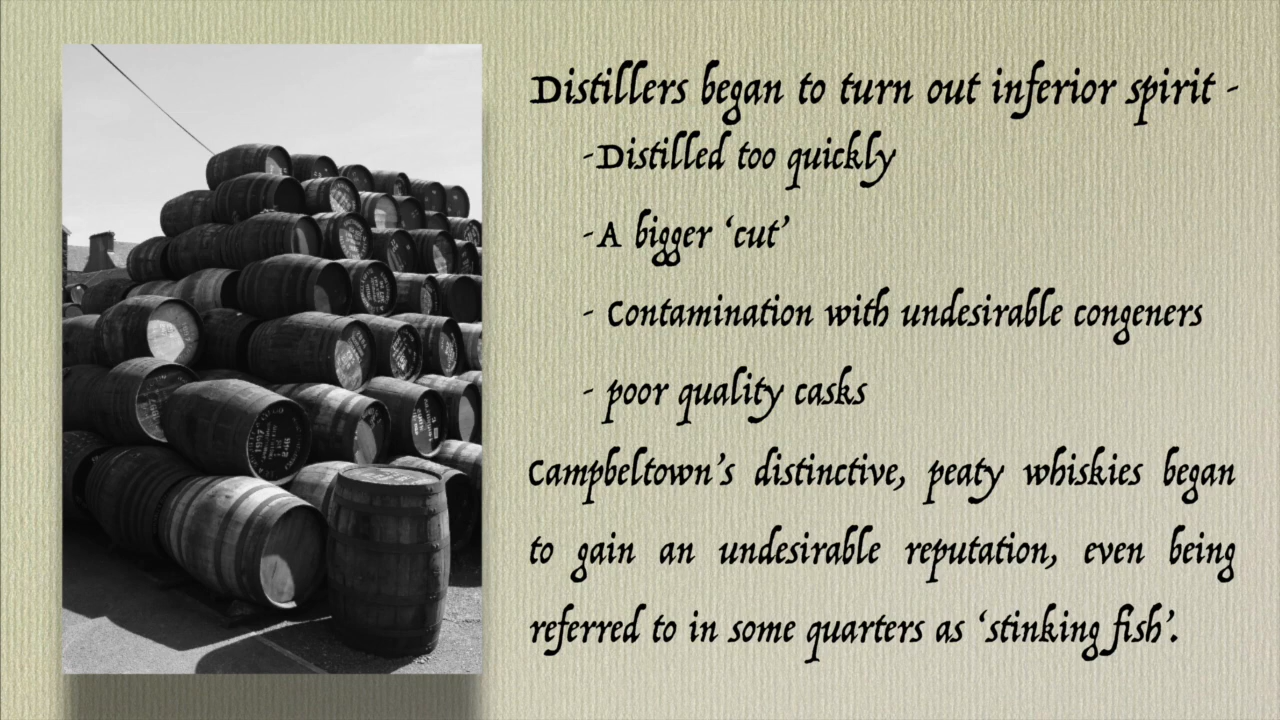 Distillers began to turn out inferior spirit -
-Distilled too quickly
-A bigger ‘cut’
- Contamination with undesirable congeners
- poor quality casks
Campbeltown’s distinctive, peaty whiskies began
to gain an undesirable reputation, even being
referred to in some quarters as ‘stinking fish’.